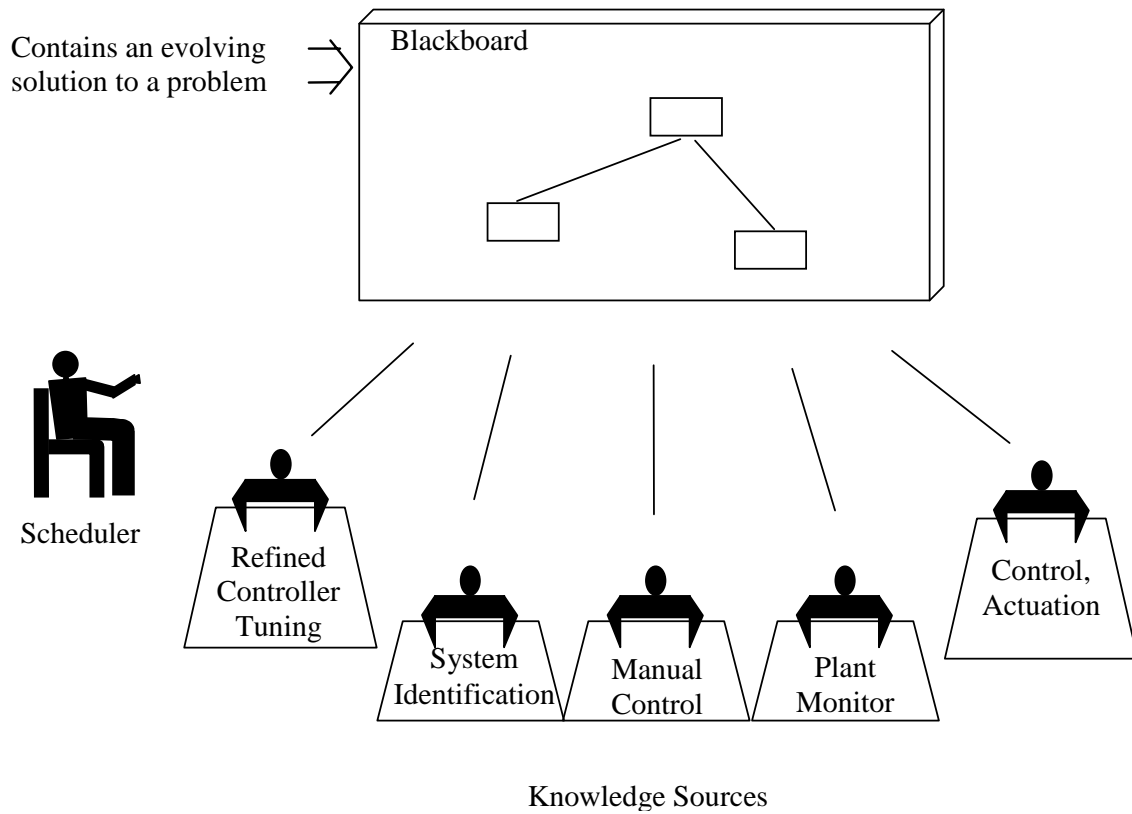 Contains an evolving
solution to a problem
Blackboard
Scheduler
Refined
Controller
Tuning
System
Identification
Manual
Control
Plant
Monitor
Control,
Actuation
Knowledge Sources